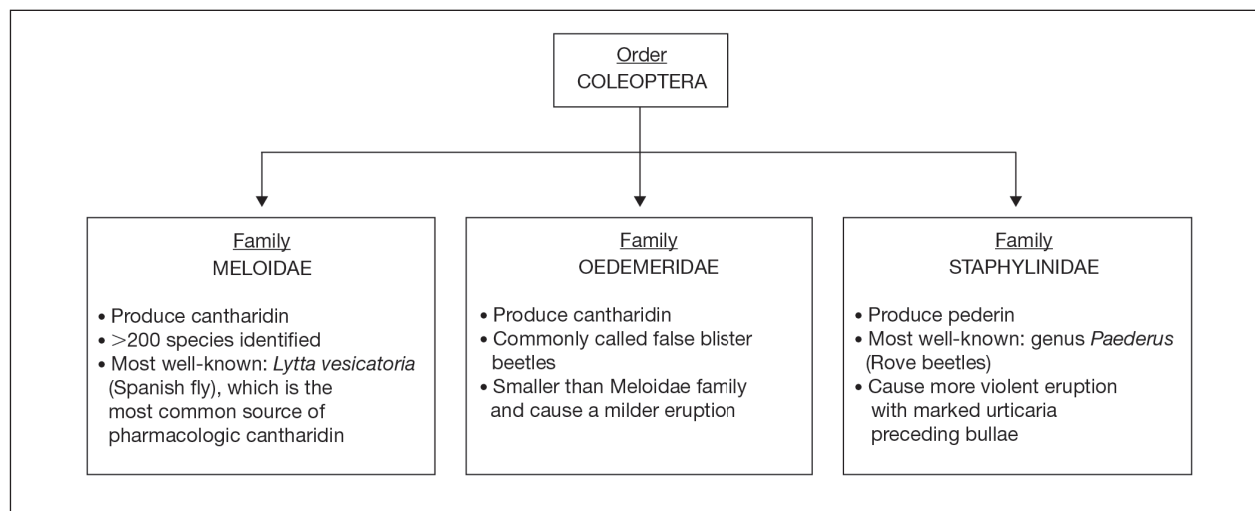 Order
COLEOPTERA
Family
MELOIDAE
• Produce cantharidin
• >200 species identified
• Most well-known: Lytta vesicatoria
(Spanish fly), which is the
most common source of
pharmacologic cantharidin
Family
OEDEMERIDAE
• Produce cantharidin
• Commonly called false blister
beetles
• Smaller than Meloidae family
and cause a milder eruption
Family
STAPHYLINIDAE
• Produce pederin
• Most well-known: genus Paederus
(Rove beetles)
• Cause more violent eruption
with marked urticaria
preceding bullae